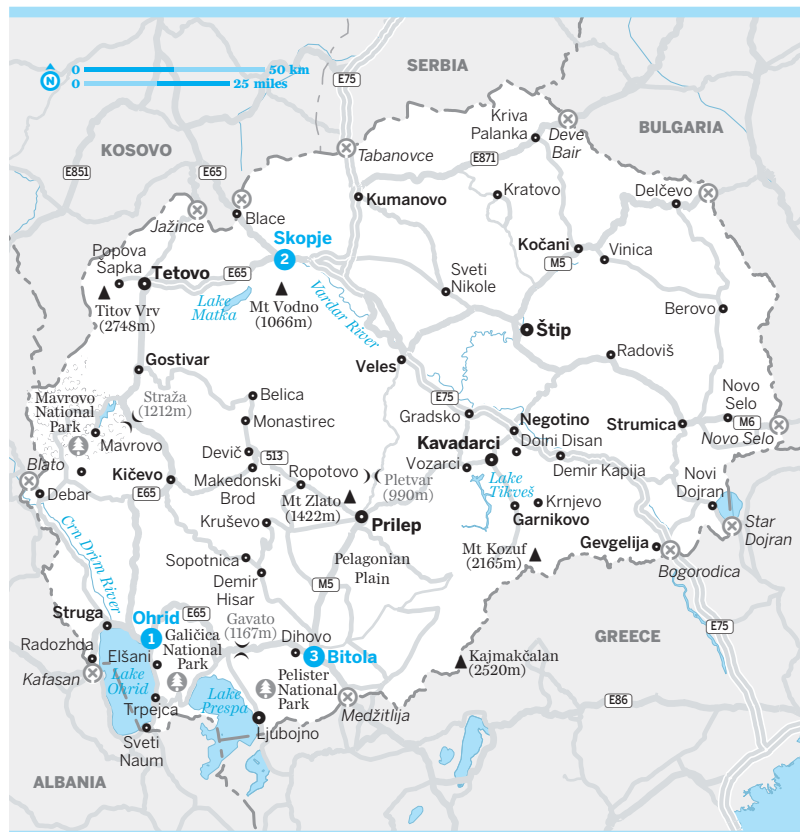 SERBIA
BULGARIA
KOSOVO
ALBANIA
GREECE
N
0
50 km
0
25 miles
E75
E851
E65
E871
Tabanovce
Kriva
Palanka
Deve
Bair
Kumanovo
Kratovo
Delčevo
Jažince
Blace
Skopje
2
Kočani
M5
Vinica
Popova
Šapka
Tetovo
E65
Lake
Matka
Mt Vodno
(1066m)
Vardar River
Sveti
Nikole
Berovo
Titov Vrv
(2748m)
Štip
Gostivar
Veles
Radoviš
Mavrovo
National
Park
Straža
(1212m)
Belica
E75
Novo
Selo
Monastirec
Gradsko
Negotino
Strumica
M6
Novo Selo
Mavrovo
Devič
513
Kavadarci
Dolni Disan
Blato
Kičevo
Makedonski
Brod
Ropotovo
Pletvar
(990m)
Vozarci
Demir Kapija
Debar
E65
Mt Zlato
(1422m)
Lake
Tikveš
Krnjevo
Novi
Dojran
Kruševo
Prilep
Garnikovo
Star
Dojran
Crn Drim River
Sopotnica
Pelagonian
Plain
Mt Kozuf
(2165m)
Gevgelija
Bogorodica
Demir
Hisar
M5
Struga
Ohrid
1
E65
Gavato
(1167m)
Dihovo
3
Bitola
E75
Radozhda
Elšani
Galičica
National
Park
Kafasan
Lake
Ohrid
Lake
Prespa
Pelister
National
Park
Kajmakčalan
(2520m)
Trpejca
Medžitlija
E86
Sveti
Naum
Ljubojno